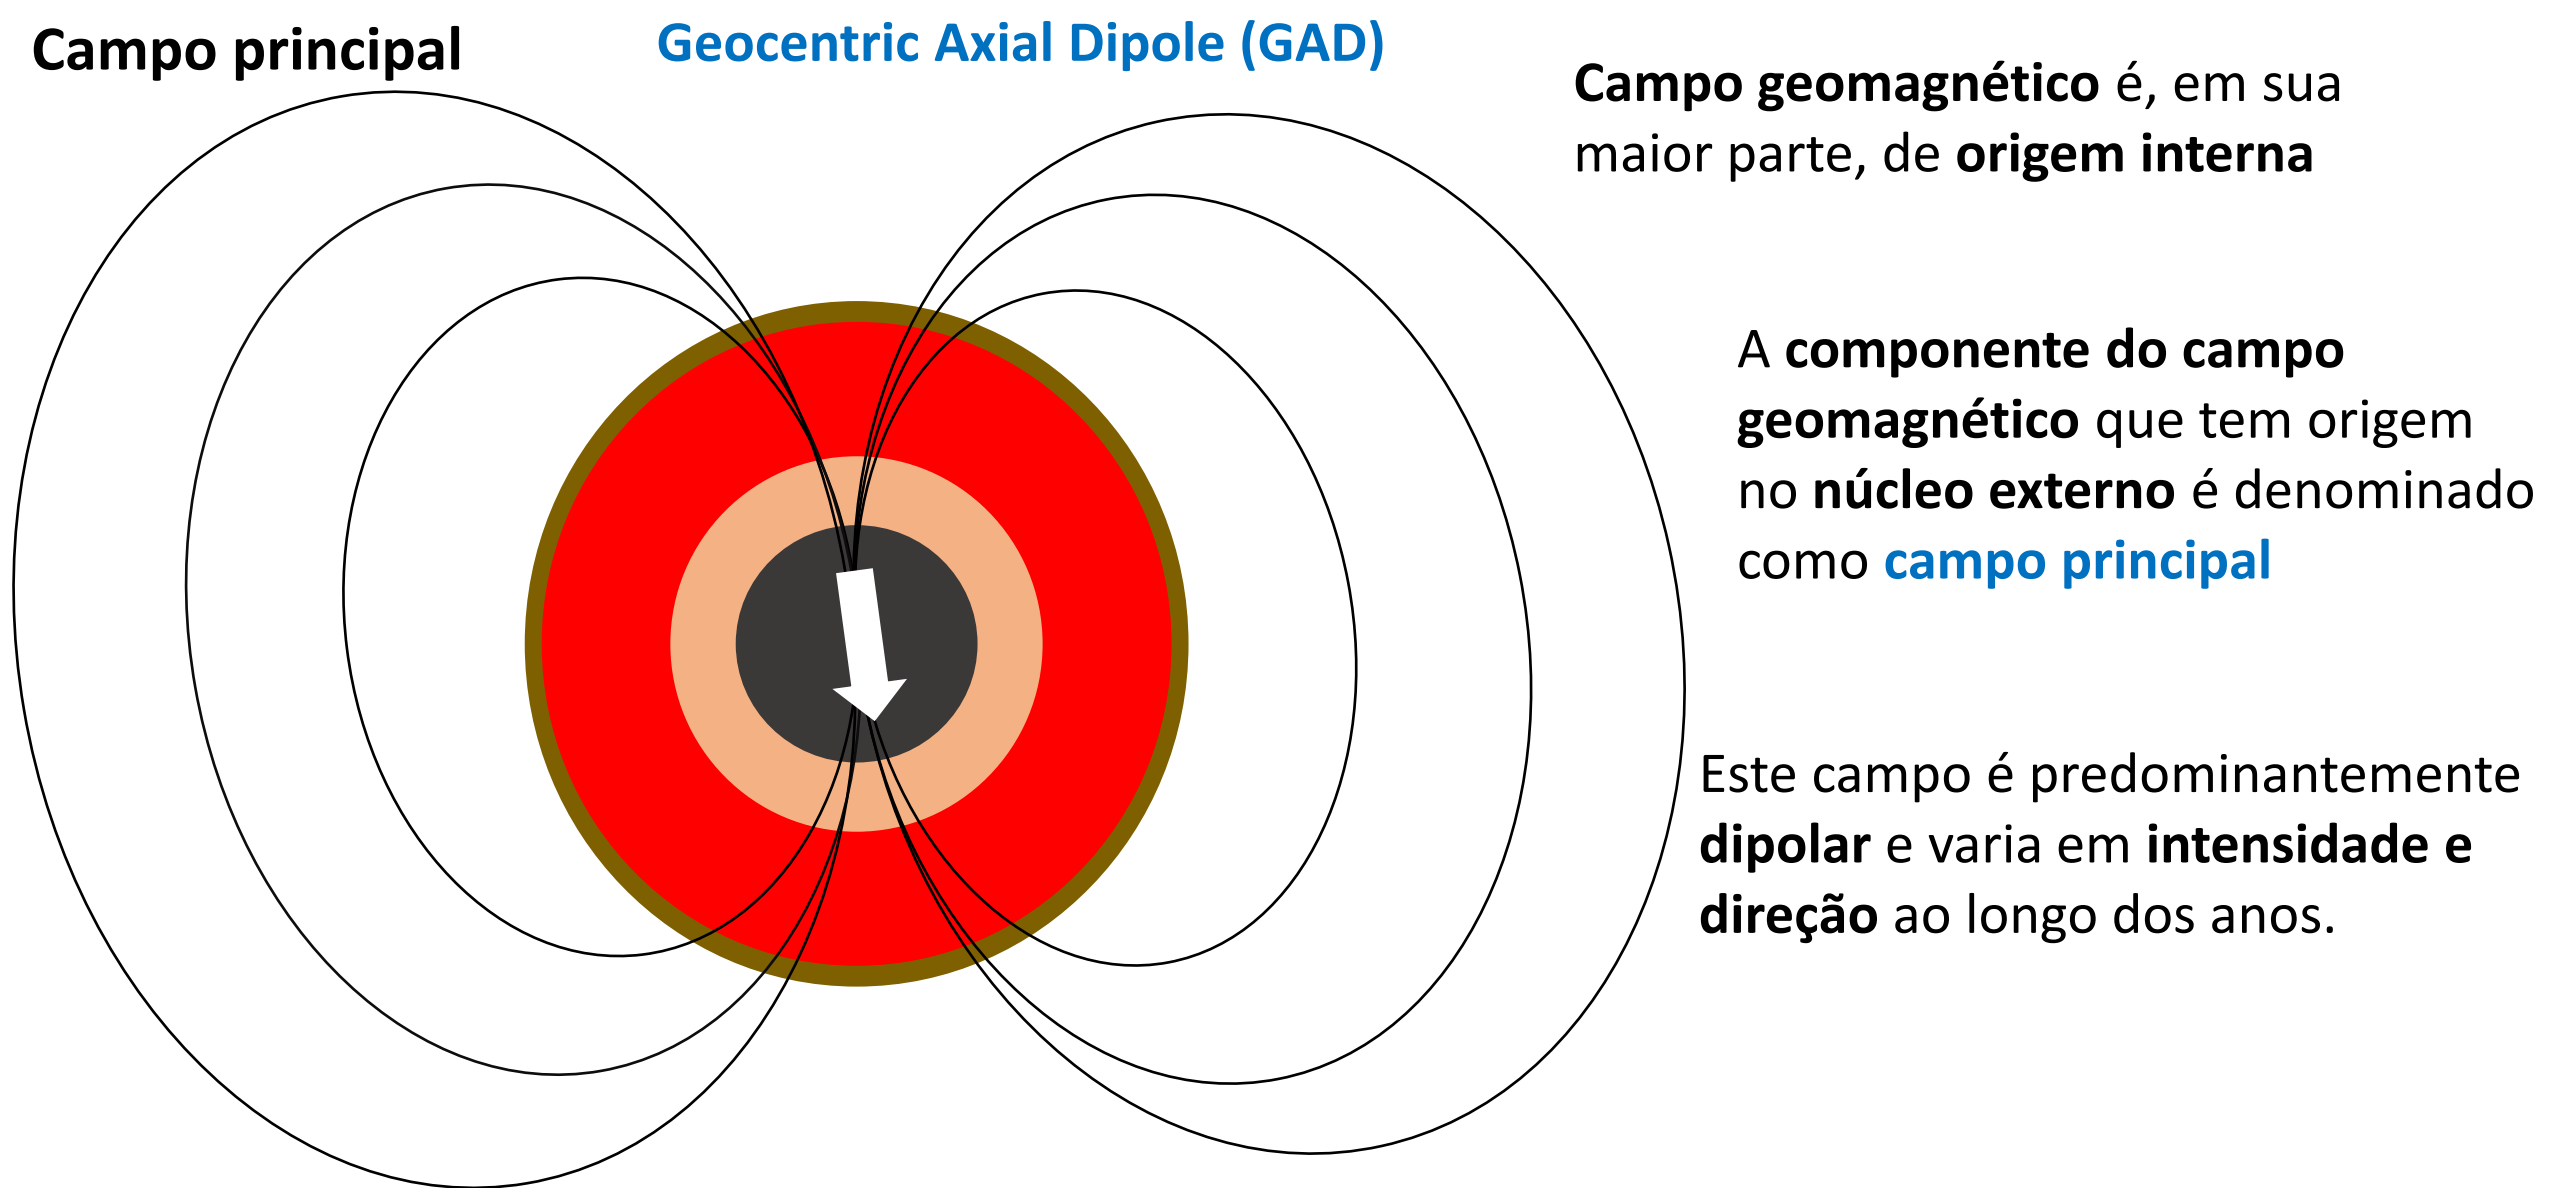 Campo principal
Geocentric Axial Dipole (GAD)
Campo geomagnético é, em sua
maior parte, de origem interna
A componente do campo
geomagnético que tem origem
no núcleo externo é denominado
como campo principal
Este campo é predominantemente
dipolar e varia em intensidade e
direção ao longo dos anos.